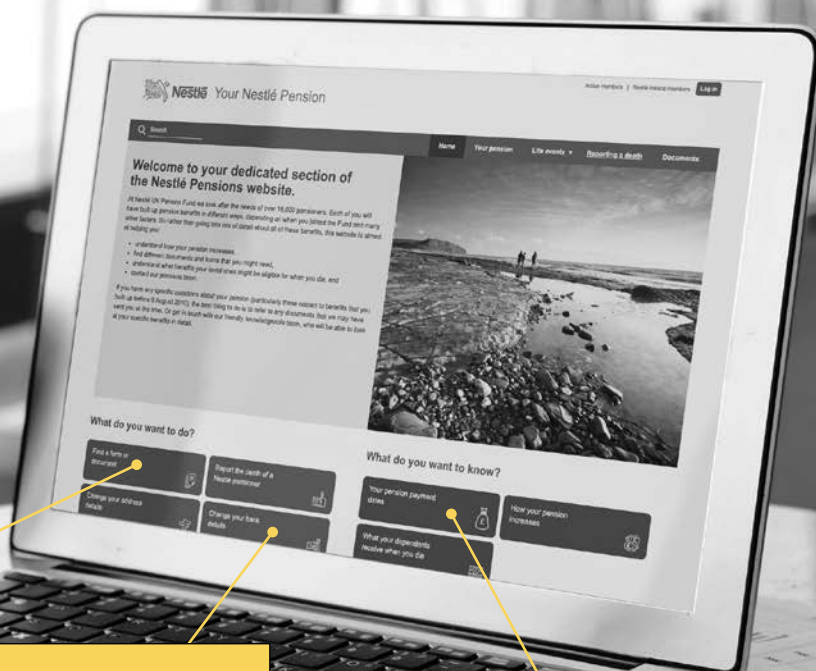 Nestlé Your Nestlé Pension
Active members | Nestlé Ireland members Log in
Search
Home Your pension Life events Reporting a death Documents
Welcome to your dedicated section of
the Nestlé Pensions website.
At Nestlé UK Pension Fund we look after the needs of over 16,600 pensioners. Each of you will
have built up pension benefits in different ways, depending on when you joined the Fund and many
other factors. So rather than going into lots of detail about all of these benefits, this website is aimed
at helping you:
• understand how your pension increases,
• find different documents and forms that you might need,
• understand what benefits your loved ones might be eligible for when you die, and
• contact our pensions team.
If you have any specific questions about your pension (particularly those related to benefits that you
built up before 9 August 2010), the best thing to do is to refer to any documents that we may have
sent you at the time. Or get in touch with our friendly, knowledgeable team, who will be able to look
at your specific benefits in detail.
What do you want to do?
Find a form or
document
Report the death of a
Nestlé pensioner
Change your address
details
Change your bank
details
What do you want to know?
Your pension payment
dates
How your pension
increases
What your dependants
receive when you die